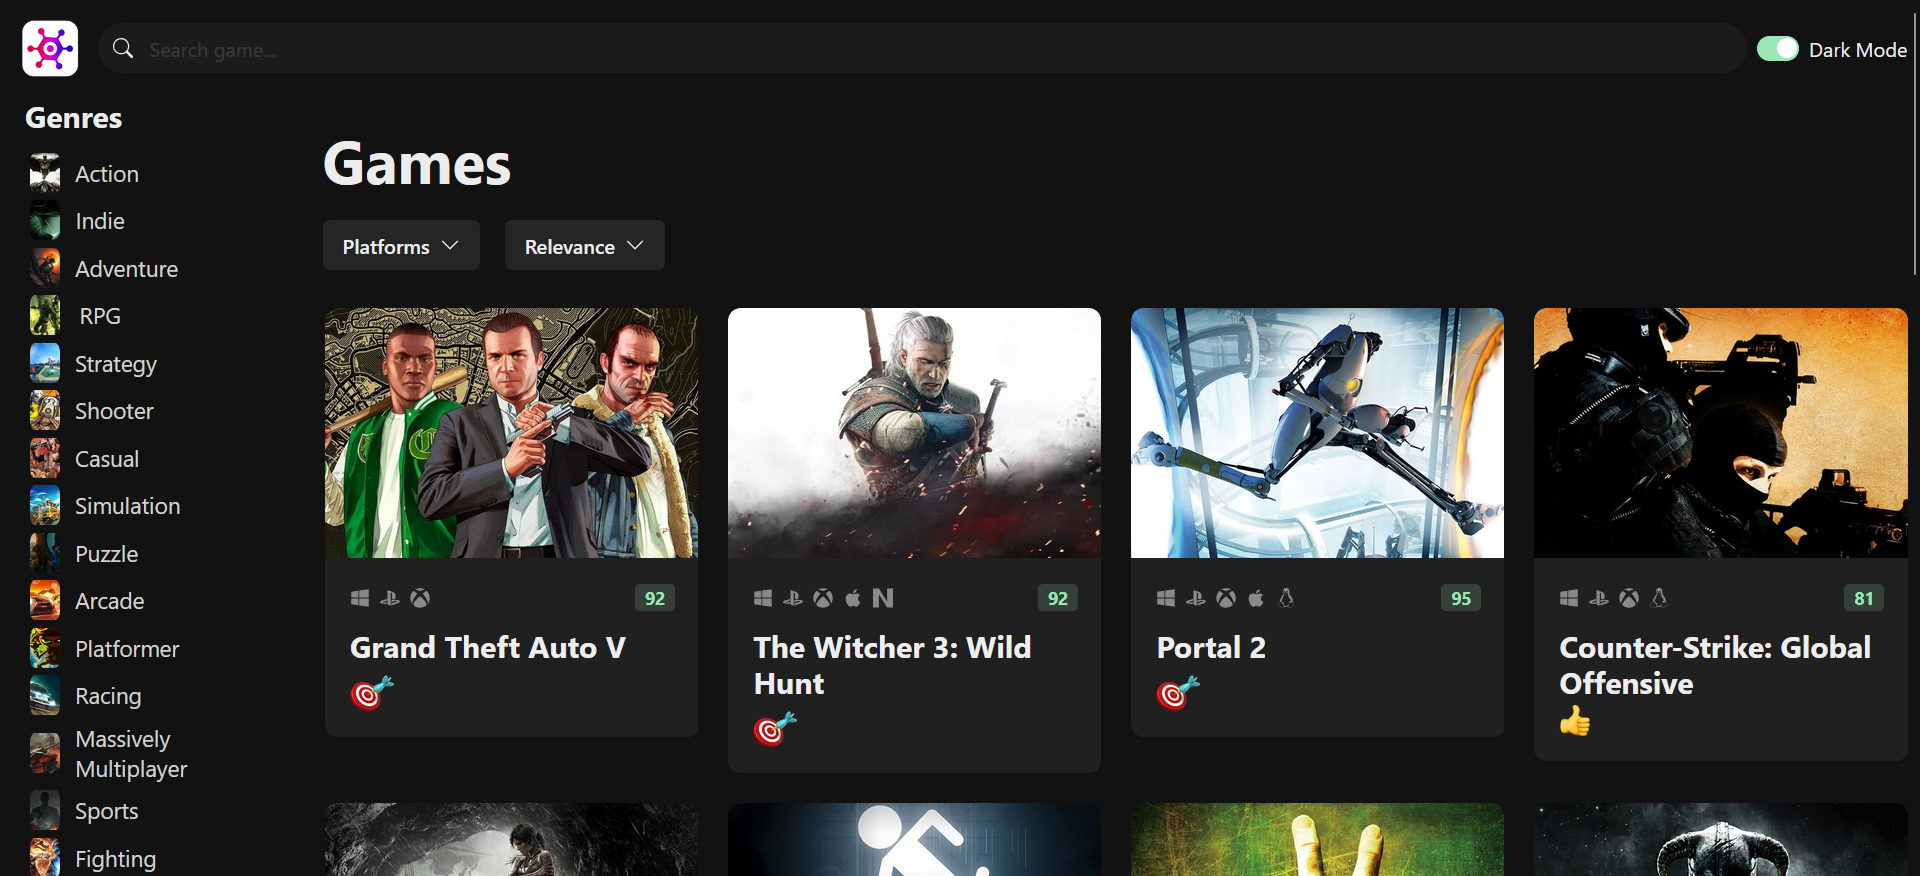 Search game...
Dark Mode
Genres
Action
Indie
Adventure
RPG
Strategy
Shooter
Casual
Simulation
Puzzle
Arcade
Platformer
Racing
Massively
Multiplayer
Sports
Fighting
Games
Platforms
Relevance
92
Grand Theft Auto V
92
The Witcher 3: Wild
Hunt
95
Portal 2
81
Counter-Strike: Global
Offensive